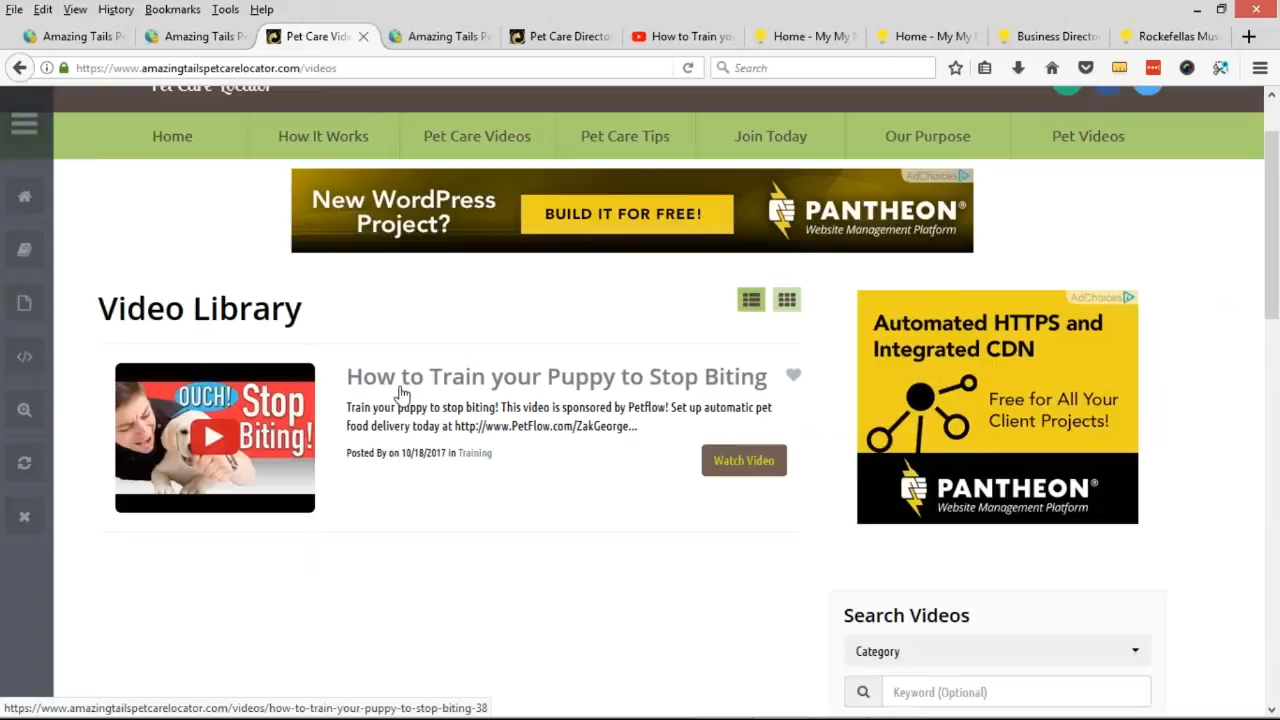 File Edit View History Bookmarks Tools Help
Amazing Tails P
Amazing Tails P
Pet Care Vid
Amazing Tails P
Pet Care Directo
How to Train yo
Home - My My
Home - My My
Business Directo
Rockefellas Mus
https://www.amazingtailspetcarelocator.com/videos
Search
Pet Care Locator
Home How It Works Pet Care Videos Pet Care Tips Join Today Our Purpose Pet Videos
AdChoices
New WordPress
Project?
BUILD IT FOR FREE!
PANTHEON®
Website Management Platform
Video Library
OUCH! Stop
Biting!
How to Train your Puppy to Stop Biting
Train your puppy to stop biting! This video is sponsored by Petflow! Set up automatic pet
food delivery today at http://www.PetFlow.com/ZakGeorge...
Posted By on 10/18/2017 in Training
Watch Video
AdChoices
Automated HTTPS and
Integrated CDN
Free for All Your
Client Projects!
PANTHEON®
Website Management Platform
Search Videos
Category
Keyword (Optional)
https://www.amazingtailspetcarelocator.com/videos/how-to-train-your-puppy-to-stop-biting-38